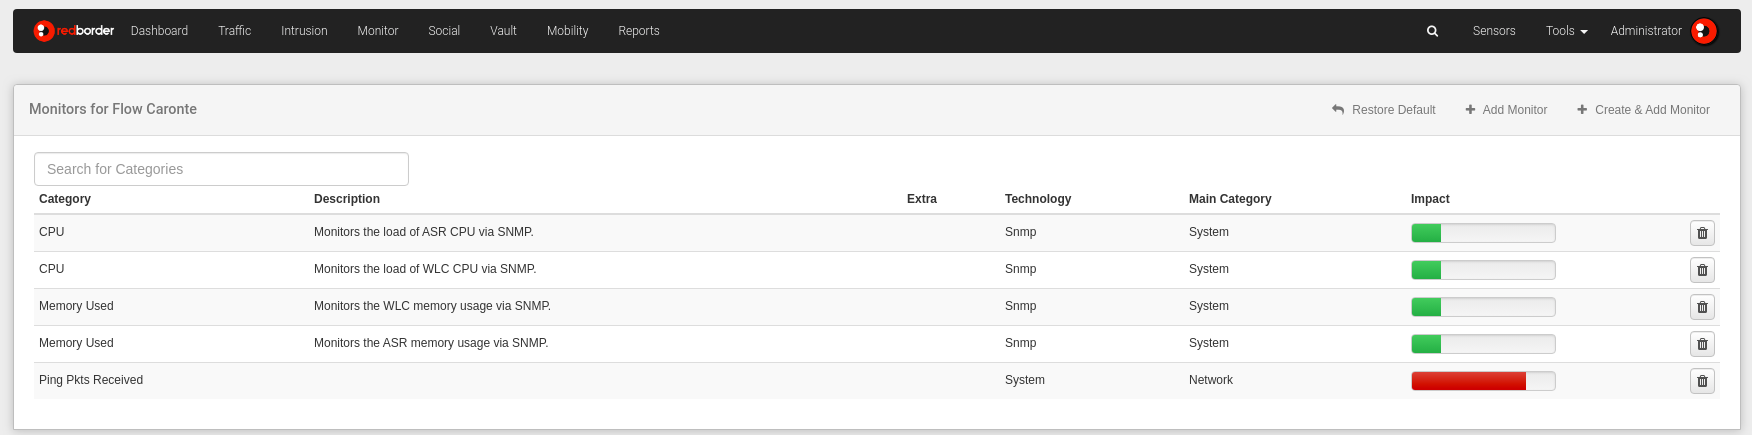 redborder Dashboard Traffic Intrusion Monitor Social Vault Mobility Reports Sensors Tools Administrator
Monitors for Flow Caronte Restore Default Add Monitor Create & Add Monitor
Search for Categories
Category Description Extra Technology Main Category Impact
CPU Monitors the load of ASR CPU via SNMP. Snmp System
CPU Monitors the load of WLC CPU via SNMP. Snmp System
Memory Used Monitors the WLC memory usage via SNMP. Snmp System
Memory Used Monitors the ASR memory usage via SNMP. Snmp System
Ping Pkts Received System Network